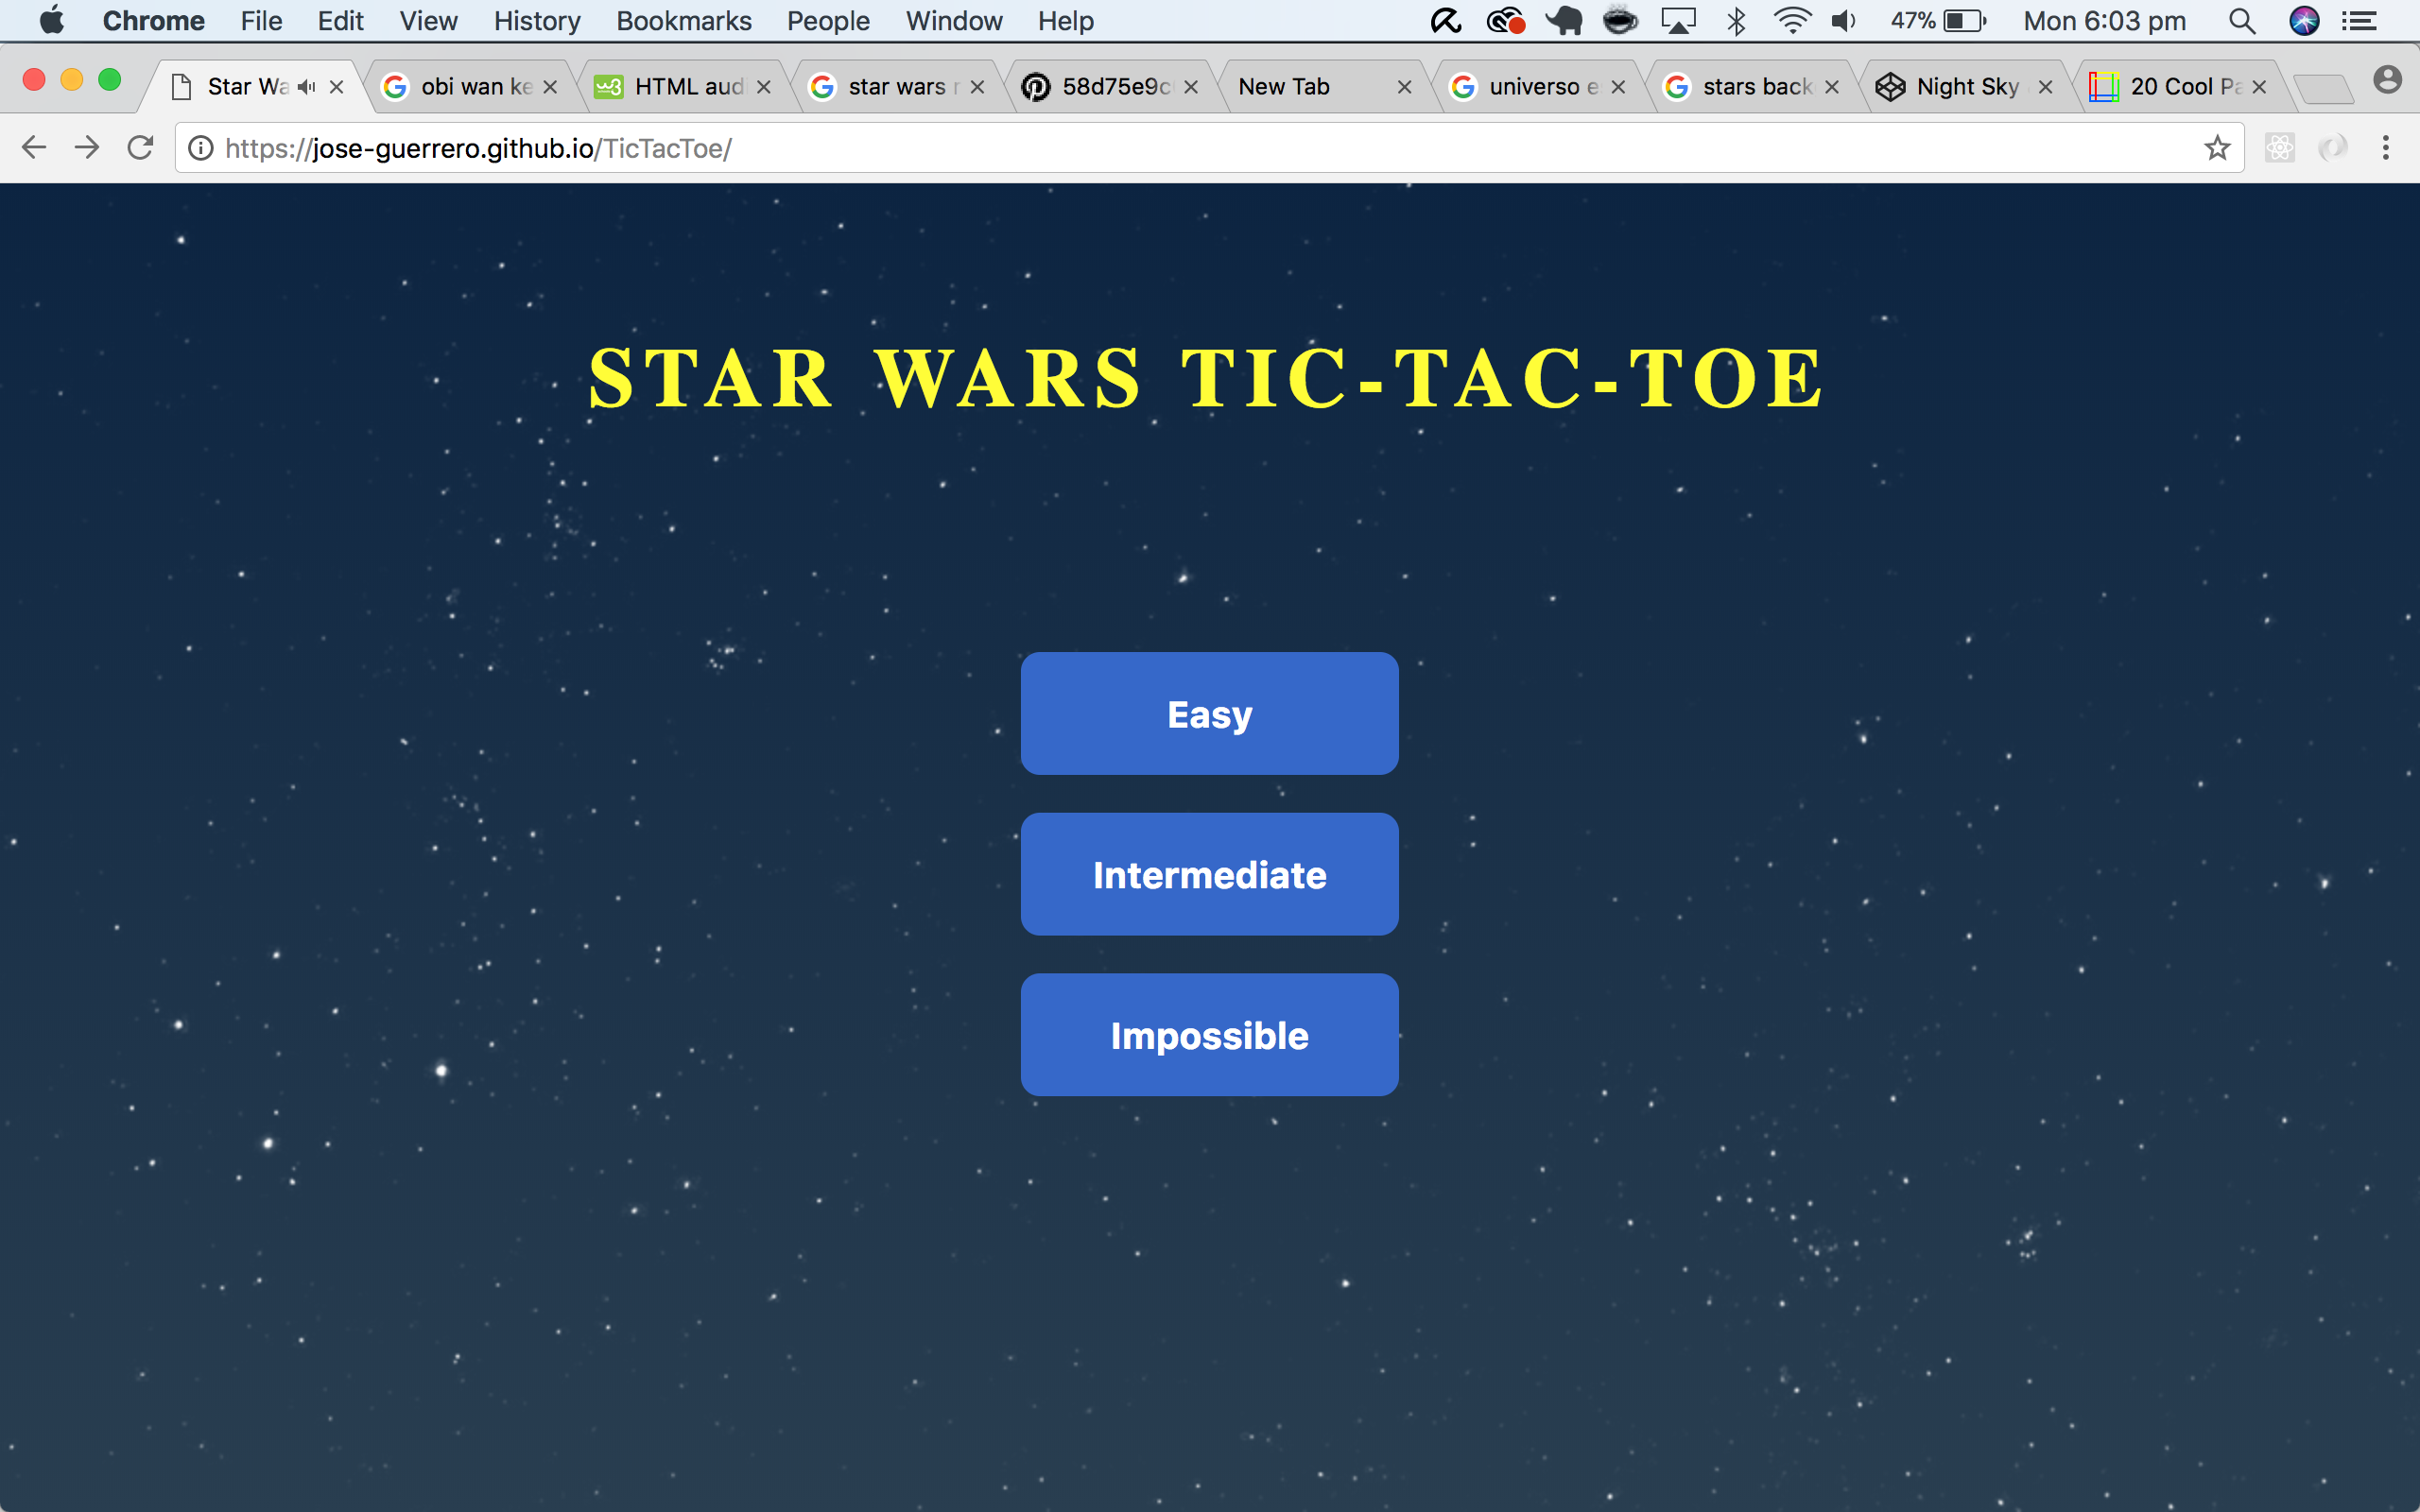 Chrome File Edit View History Bookmarks People Window Help 47% Mon 6:03 pm
Star Wa obi wan ke HTML aud star wars 58d75e9c New Tab universo e stars back Night Sky 20 Cool Pa
https://jose-guerrero.github.io/TicTacToe/
STAR WARS TIC-TAC-TOE
Easy
Intermediate
Impossible